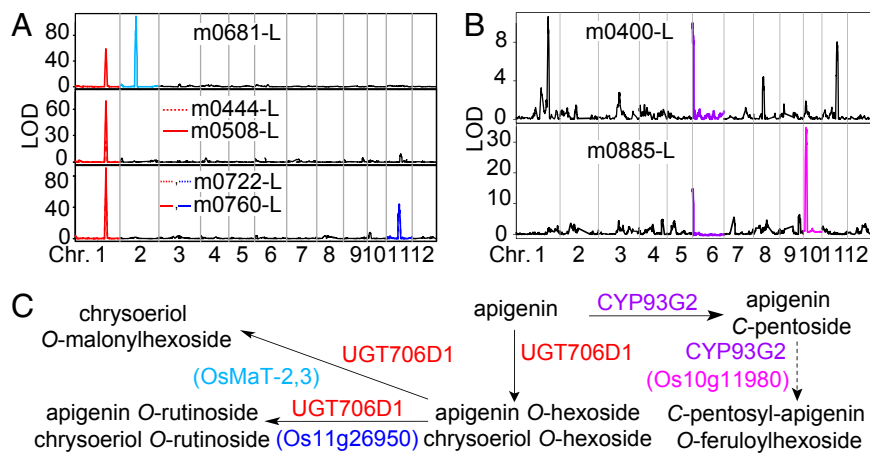 A
m0681-L
80
40
0
m0444-L
m0508-L
60
40
20
0
LOD
m0722-L
m0760-L
80
40
0
Chr. 1 2 3 4 5 6 7 8 9 10 11 12
B
m0400-L
8
4
0
m0885-L
30
15
0
LOD
1 2 3 4 5 6 7 8 9 10 11 12
C
chrysoeriol
O-malonylhexoside
UGT706D1
(OsMaT-2,3)
apigenin
CYP93G2
apigenin
C-pentoside
UGT706D1
CYP93G2
(Os10g11980)
apigenin O-rutinoside
chrysoeriol O-rutinoside
UGT706D1
(Os11g26950)
apigenin O-hexoside
chrysoeriol O-hexoside
C-pentosyl-apigenin
O-feruloylhexoside